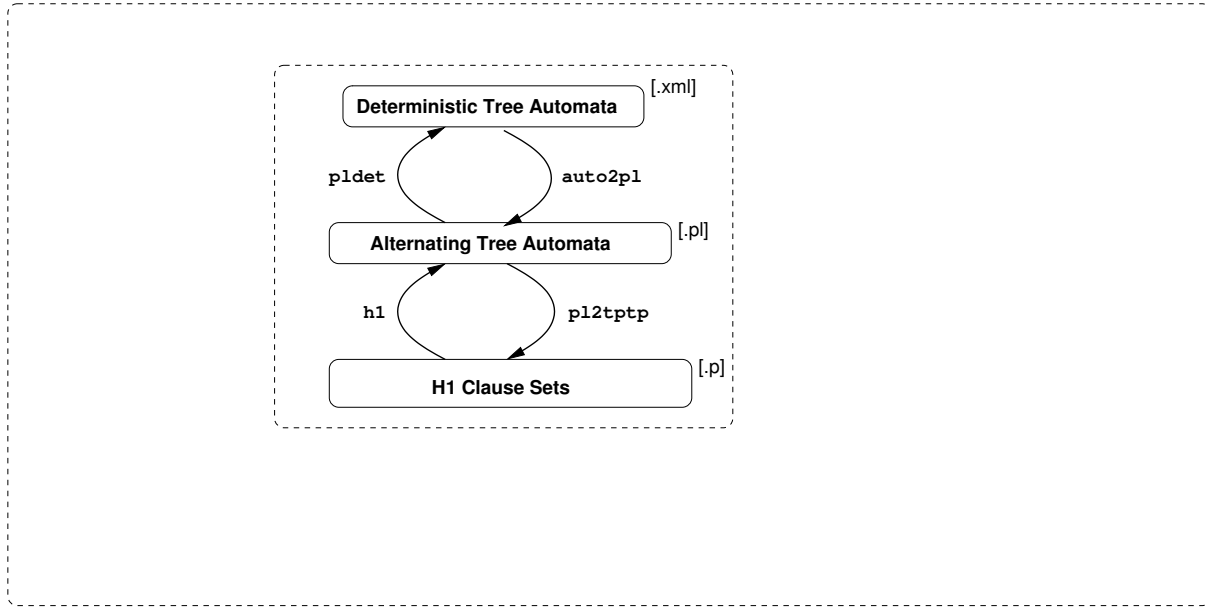 [.xml]
Deterministic Tree Automata
pldet
auto2pl
[.pl]
Alternating Tree Automata
h1
pl2tptp
[.p]
H1 Clause Sets